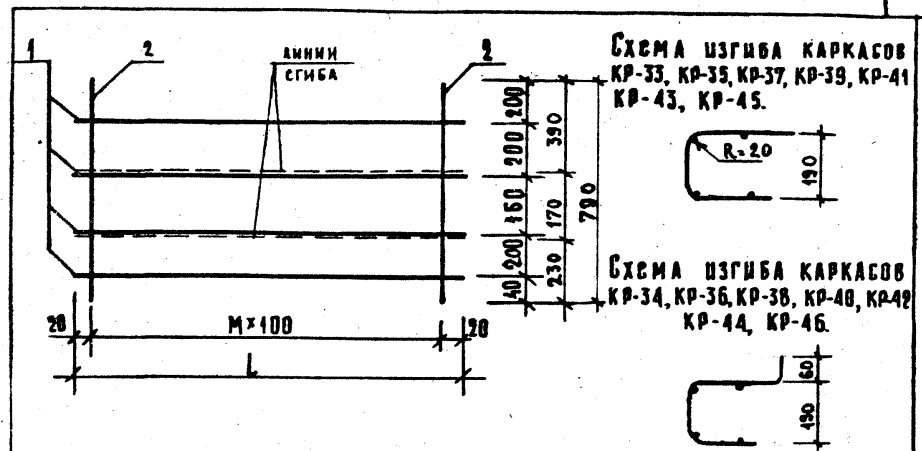 1
2
ЛИНИИ
СГИБА
2
СХЕМА ИЗГИБА КАРКАСОВ
КР-33, КР-35, КР-37, КР-39, КР-41
КР-43, КР-45.
R=20
190
200
200
160
200
40
390
170
230
790
20
М×100
20
L
СХЕМА ИЗГИБА КАРКАСОВ
КР-34, КР-36, КР-38, КР-40, КР-42
КР-44, КР-46.
60
190